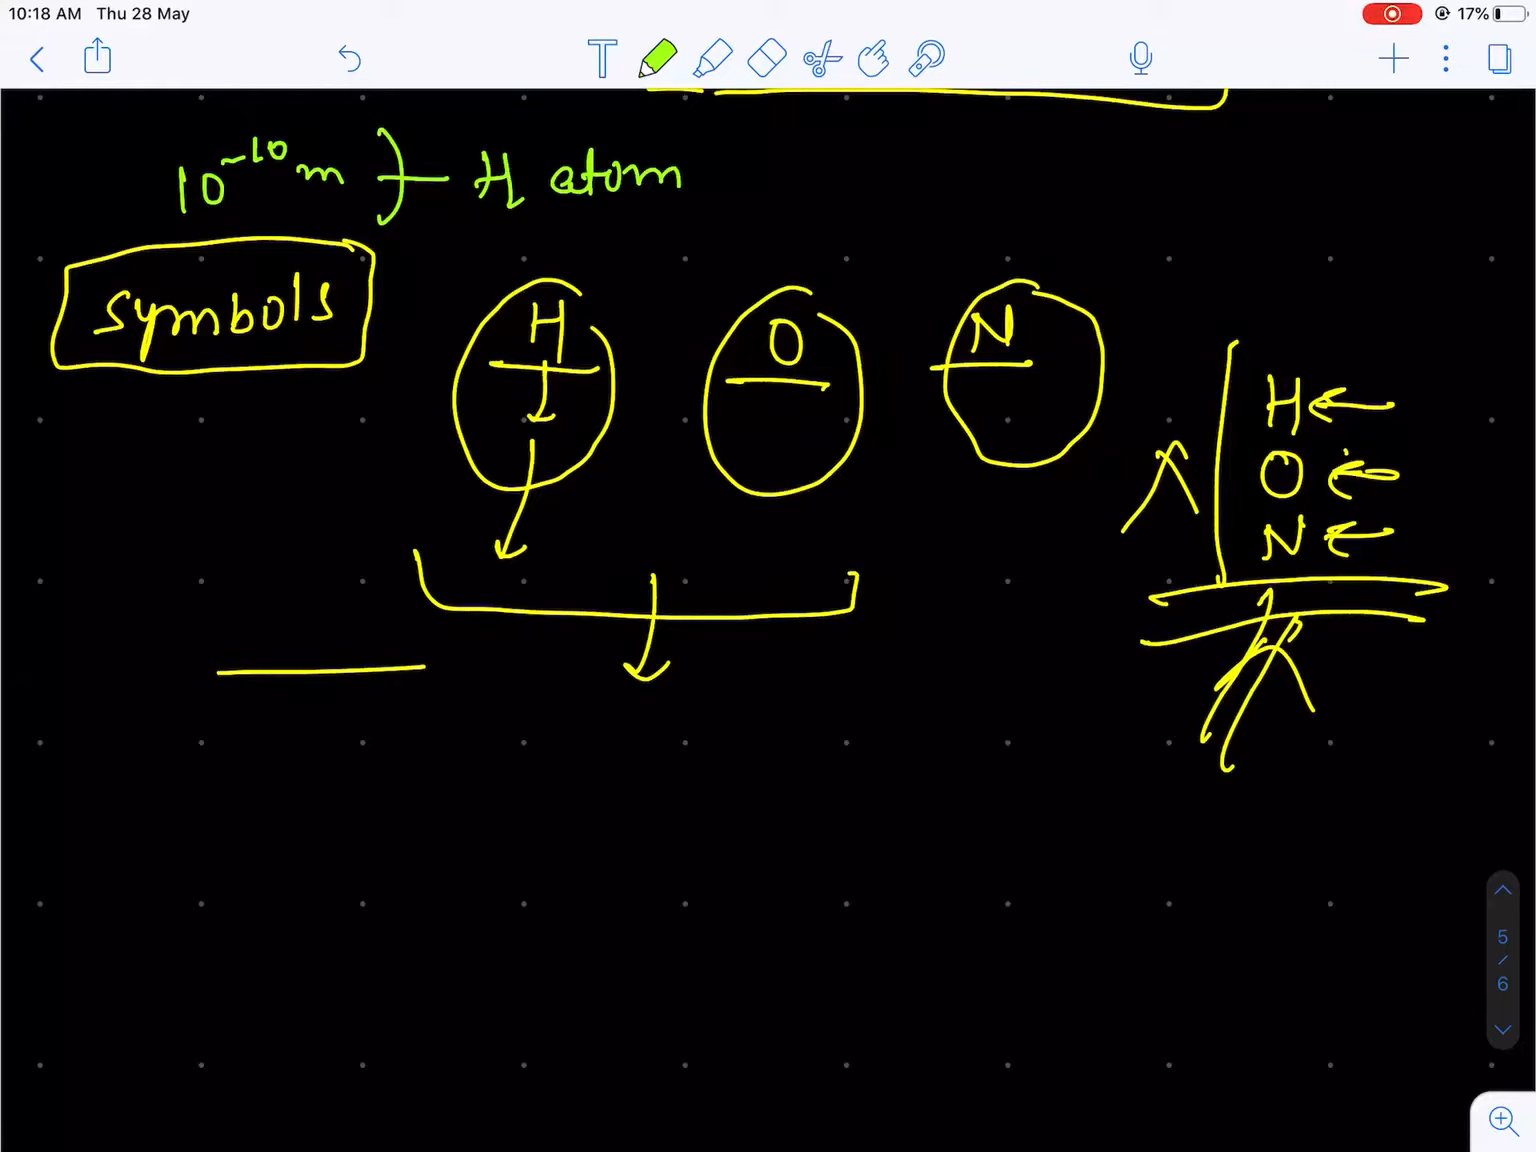 10:18 AM Thu 28 May
17%
10⁻¹⁰ m } H atom
Symbols
H O N
H
O
N
5
/
6